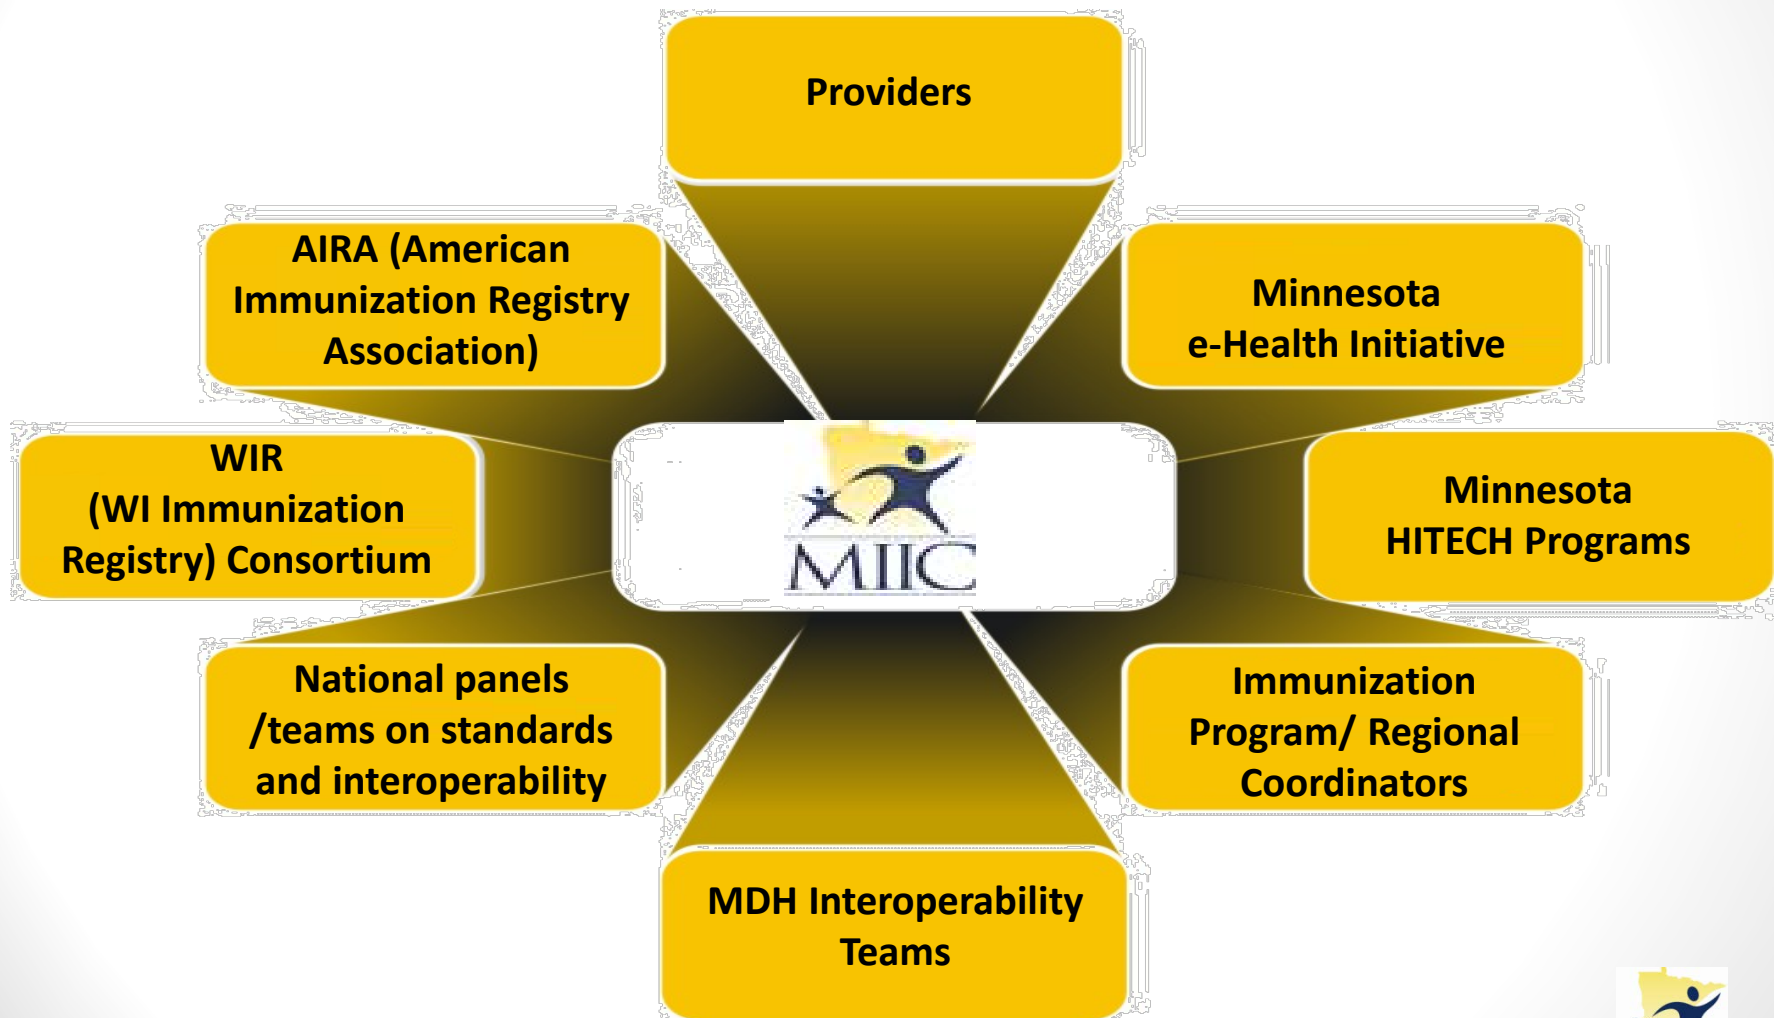 Providers
AIRA (American
Immunization Registry
Association)
Minnesota
e-Health Initiative
WIR
(WI Immunization
Registry) Consortium
MIIC
Minnesota
HITECH Programs
National panels
/teams on standards
and interoperability
Immunization
Program/ Regional
Coordinators
MDH Interoperability
Teams